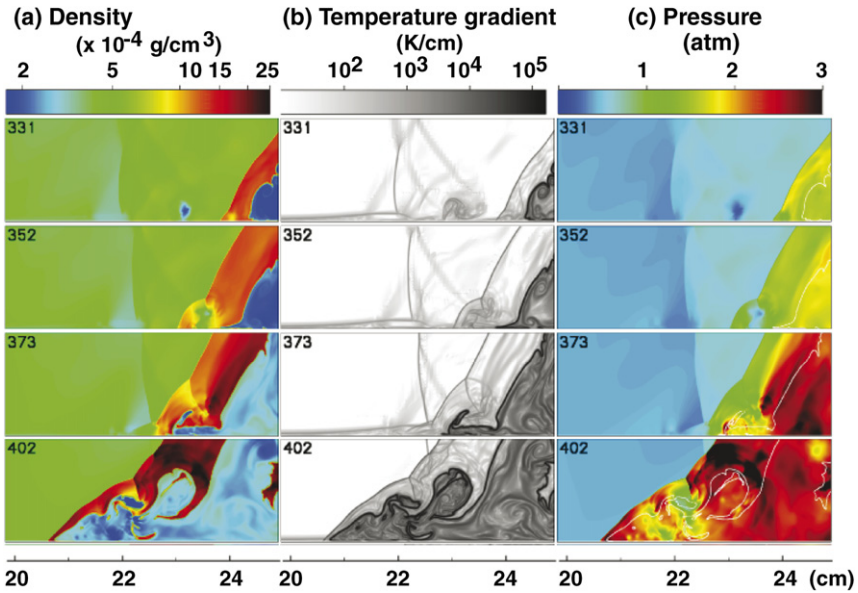 (a) Density
(x 10-4 g/cm3)
2 5 10 15 25
(b) Temperature gradient
(K/cm)
102 103 104 105
(c) Pressure
(atm)
1 2 3
331 331 331
352 352 352
373 373 373
402 402 402
20 22 24 20 22 24 20 22 24 (cm)